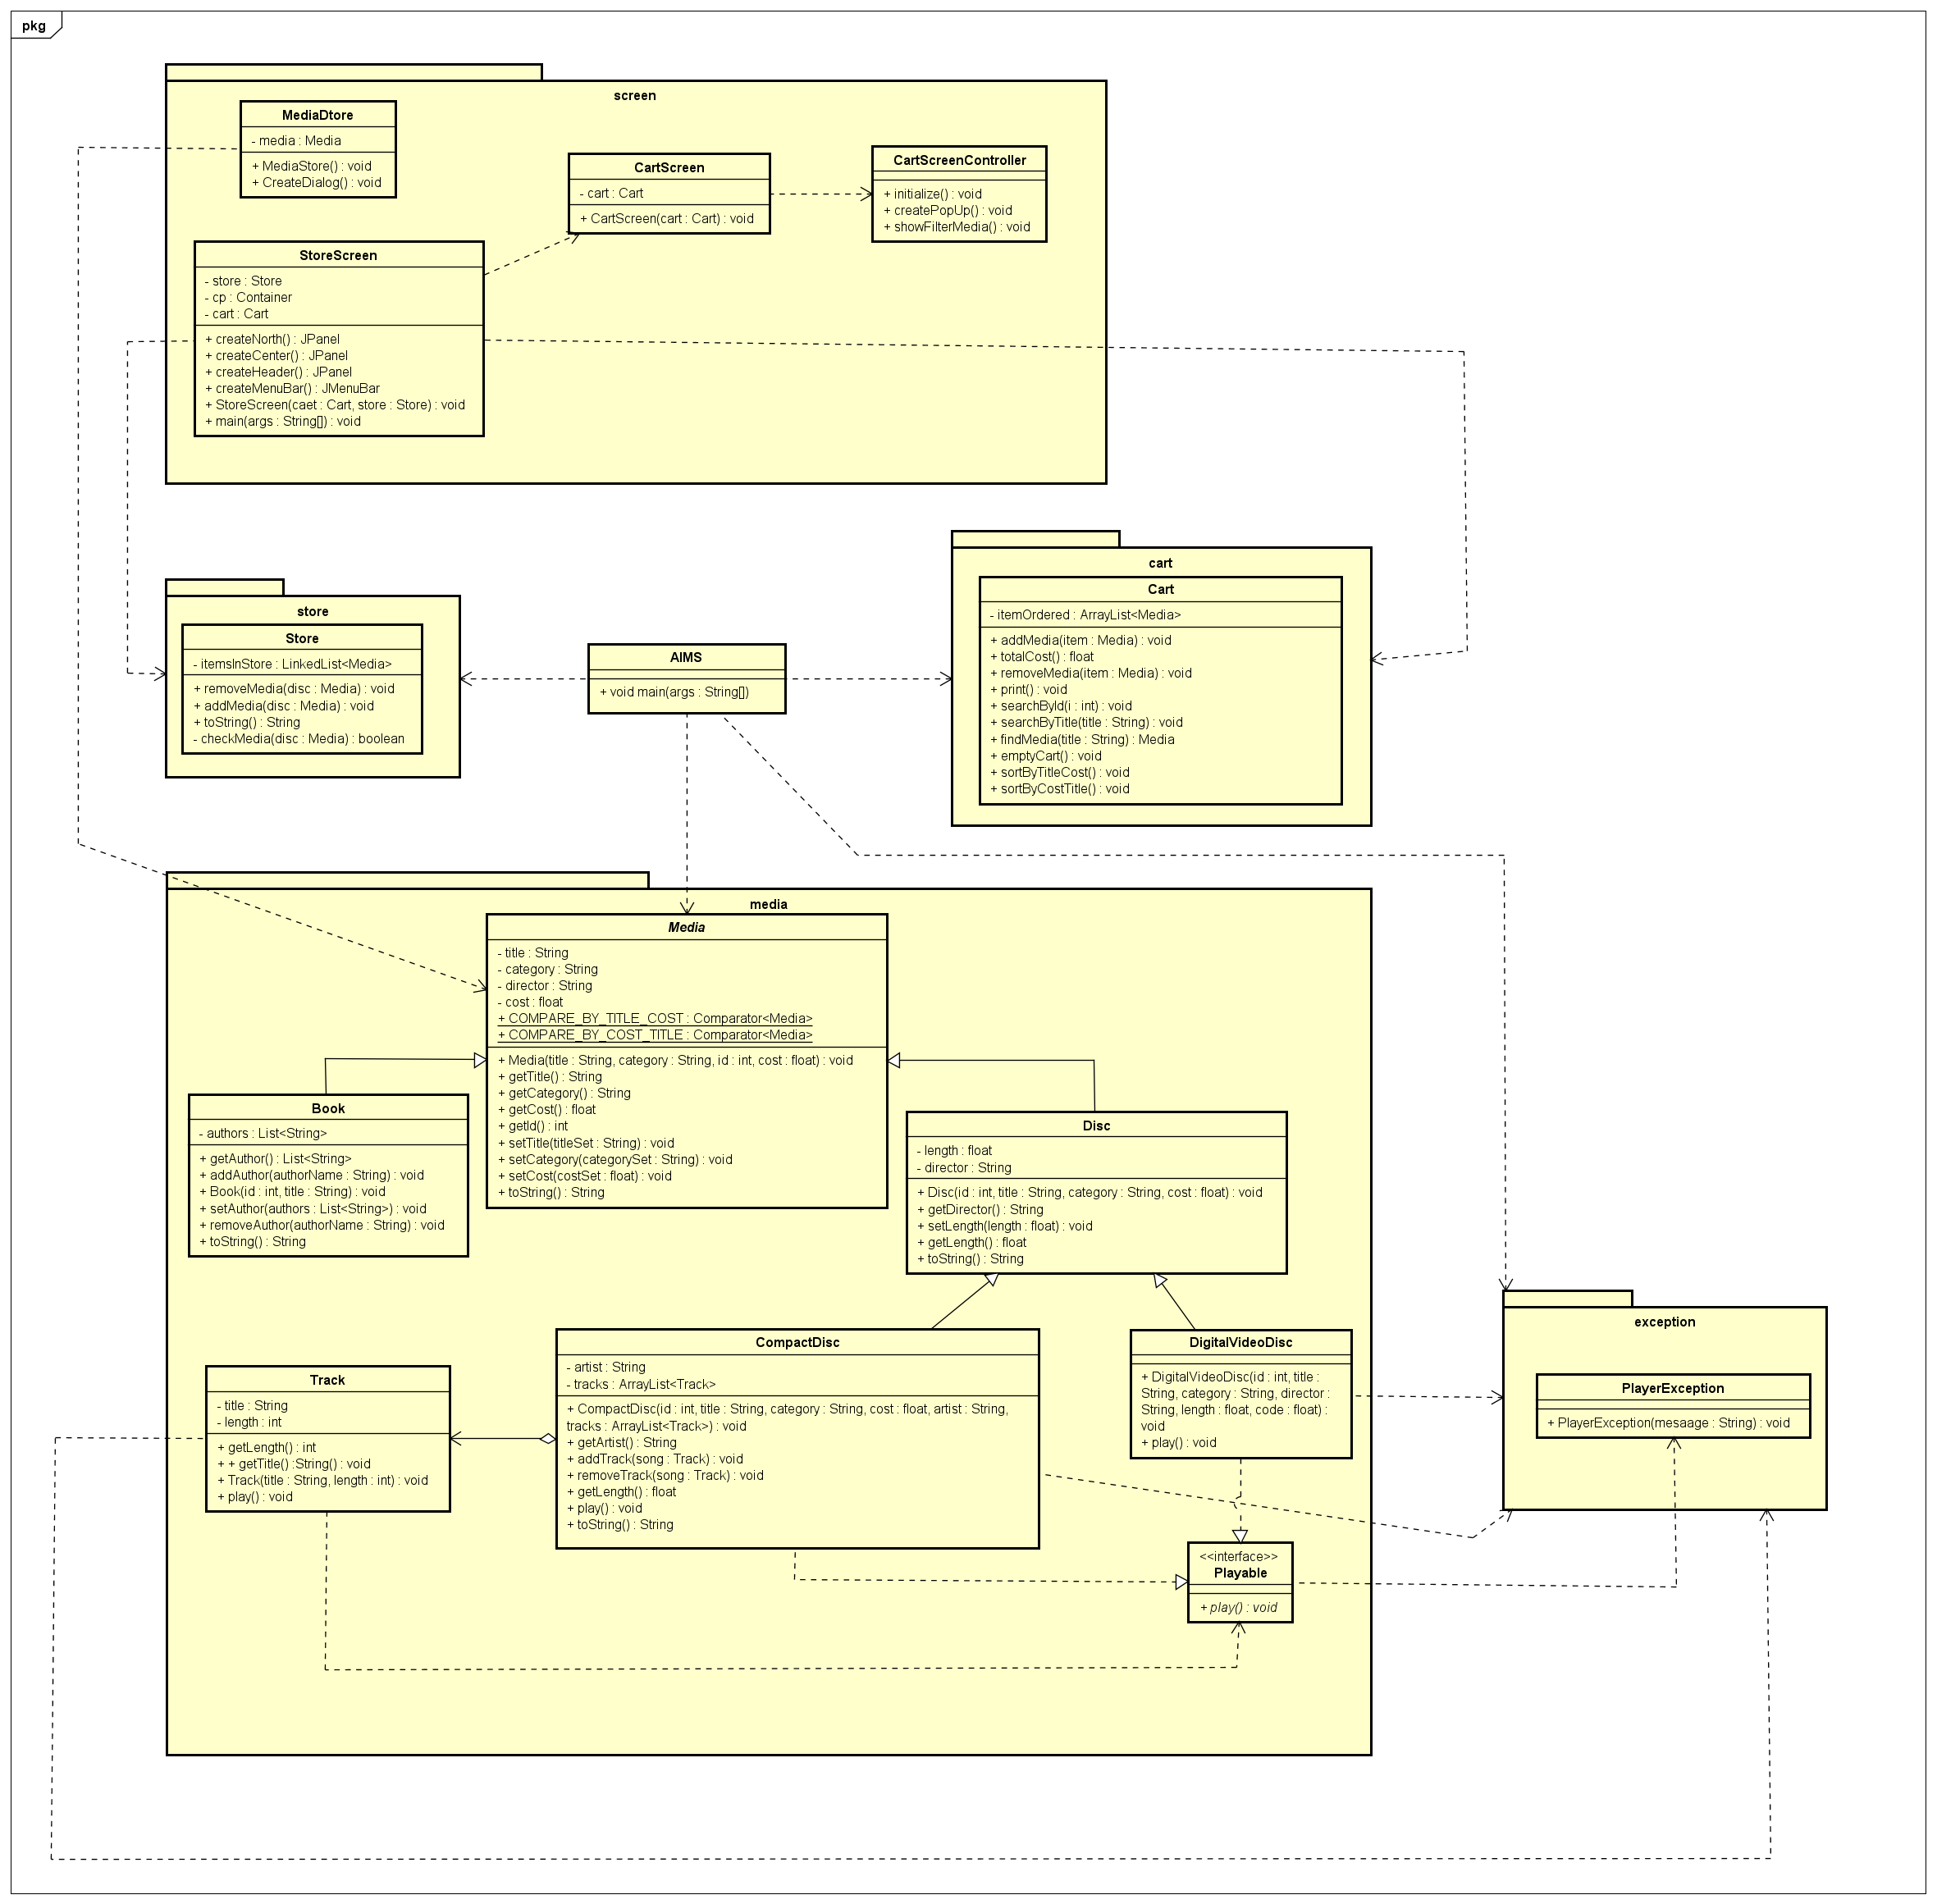 pkg
screen
MediaDtore
- media : Media
+ MediaStore() : void
+ CreateDialog() : void
CartScreen
- cart : Cart
+ CartScreen(cart : Cart) : void
CartScreenController
+ initialize() : void
+ createPopUp() : void
+ showFilterMedia() : void
StoreScreen
- store : Store
- cp : Container
- cart : Cart
+ createNorth() : JPanel
+ createCenter() : JPanel
+ createHeader() : JPanel
+ createMenuBar() : JMenuBar
+ StoreScreen(caet : Cart, store : Store) : void
+ main(args : String[]) : void
store
Store
- itemsInStore : LinkedList<Media>
+ removeMedia(disc : Media) : void
+ addMedia(disc : Media) : void
+ toString() : String
- checkMedia(disc : Media) : boolean
AIMS
+ void main(args : String[])
cart
Cart
- itemOrdered : ArrayList<Media>
+ addMedia(item : Media) : void
+ totalCost() : float
+ removeMedia(item : Media) : void
+ print() : void
+ searchById(i : int) : void
+ searchByTitle(title : String) : void
+ findMedia(title : String) : Media
+ emptyCart() : void
+ sortByTitleCost() : void
+ sortByCostTitle() : void
media
Media
- title : String
- category : String
- director : String
- cost : float
+ COMPARE_BY_TITLE_COST : Comparator<Media>
+ COMPARE_BY_COST_TITLE : Comparator<Media>
+ Media(title : String, category : String, id : int, cost : float) : void
+ getTitle() : String
+ getCategory() : String
+ getCost() : float
+ getId() : int
+ setTitle(titleSet : String) : void
+ setCategory(categorySet : String) : void
+ setCost(costSet : float) : void
+ toString() : String
Book
- authors : List<String>
+ getAuthor() : List<String>
+ addAuthor(authorName : String) : void
+ Book(id : int, title : String) : void
+ setAuthor(authors : List<String>) : void
+ removeAuthor(authorName : String) : void
+ toString() : String
Disc
- length : float
- director : String
+ Disc(id : int, title : String, category : String, cost : float) : void
+ getDirector() : String
+ setLength(length : float) : void
+ getLength() : float
+ toString() : String
Track
- title : String
- length : int
+ getLength() : int
+ + getTitle() :String() : void
+ Track(title : String, length : int) : void
+ play() : void
CompactDisc
- artist : String
- tracks : ArrayList<Track>
+ CompactDisc(id : int, title : String, category : String, cost : float, artist : String,
tracks : ArrayList<Track>) : void
+ getArtist() : String
+ addTrack(song : Track) : void
+ removeTrack(song : Track) : void
+ getLength() : float
+ play() : void
+ toString() : String
DigitalVideoDisc
+ DigitalVideoDisc(id : int, title :
String, category : String, director :
String, length : float, code : float) :
void
+ play() : void
<<interface>>
Playable
+ play() : void
exception
PlayerException
+ PlayerException(mesaage : String) : void